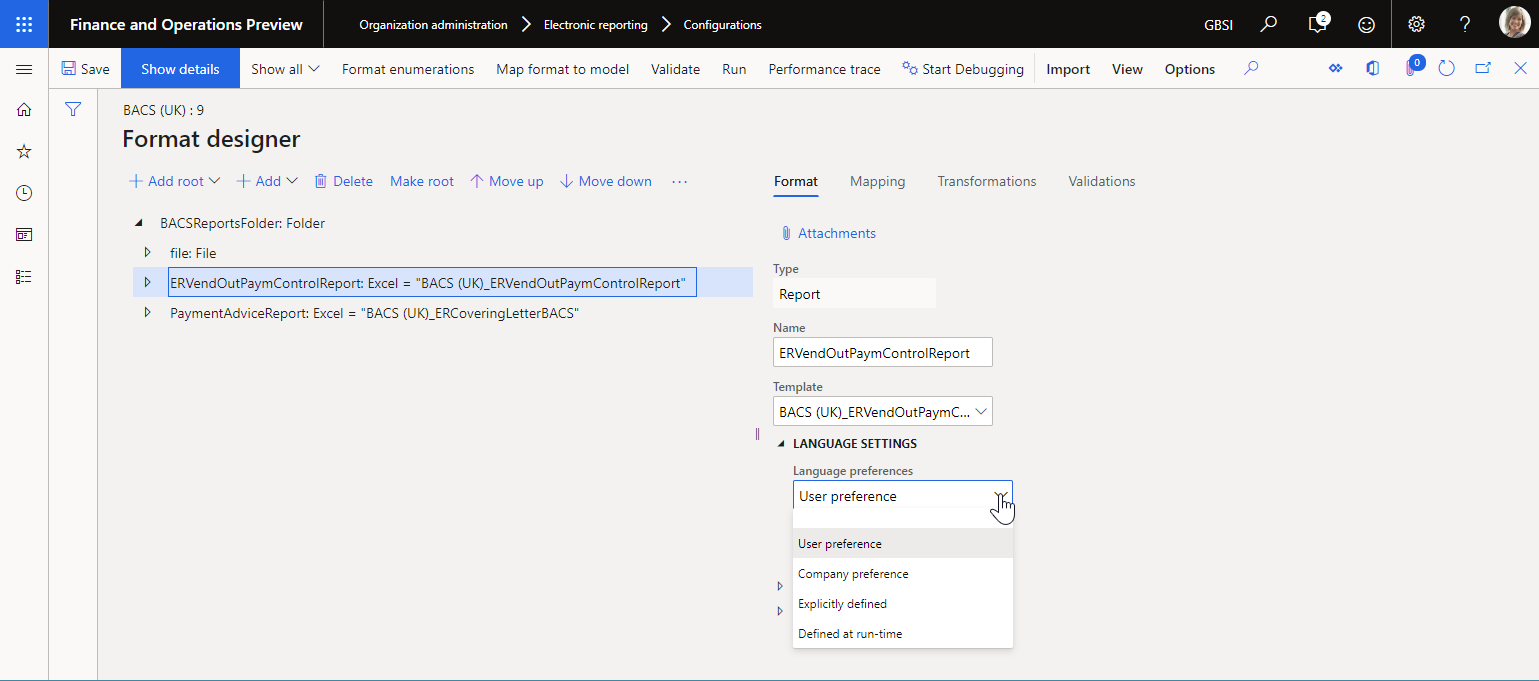 Finance and Operations Preview
Organization administration > Electronic reporting > Configurations
GBSI
2
?
Save
Show details
Show all
Format enumerations
Map format to model
Validate
Run
Performance trace
Start Debugging
Import
View
Options
0
BACS (UK) : 9
Format designer
Add root
Add
Delete
Make root
Move up
Move down
...
BACSReportsFolder: Folder
file: File
ERVendOutPaymControlReport: Excel = "BACS (UK)_ERVendOutPaymControlReport"
PaymentAdviceReport: Excel = "BACS (UK)_ERCoveringLetterBACS"
Format
Mapping
Transformations
Validations
Attachments
Type
Report
Name
ERVendOutPaymControlReport
Template
BACS (UK)_ERVendOutPaymC...
LANGUAGE SETTINGS
Language preferences
User preference
User preference
Company preference
Explicitly defined
Defined at run-time